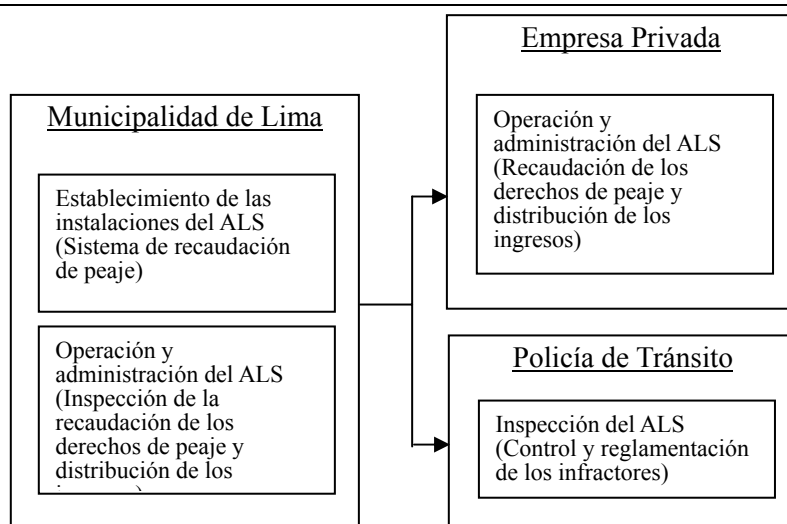 Municipalidad de Lima
Establecimiento de las
instalaciones del ALS
(Sistema de recaudación
de peaje)
Operación y
administración del ALS
(Inspección de la
recaudación de los
derechos de peaje y
distribución de los
Empresa Privada
Operación y
administración del ALS
(Recaudación de los
derechos de peaje y
distribución de los
ingresos)
Policía de Tránsito
Inspección del ALS
(Control y reglamentación
de los infractores)